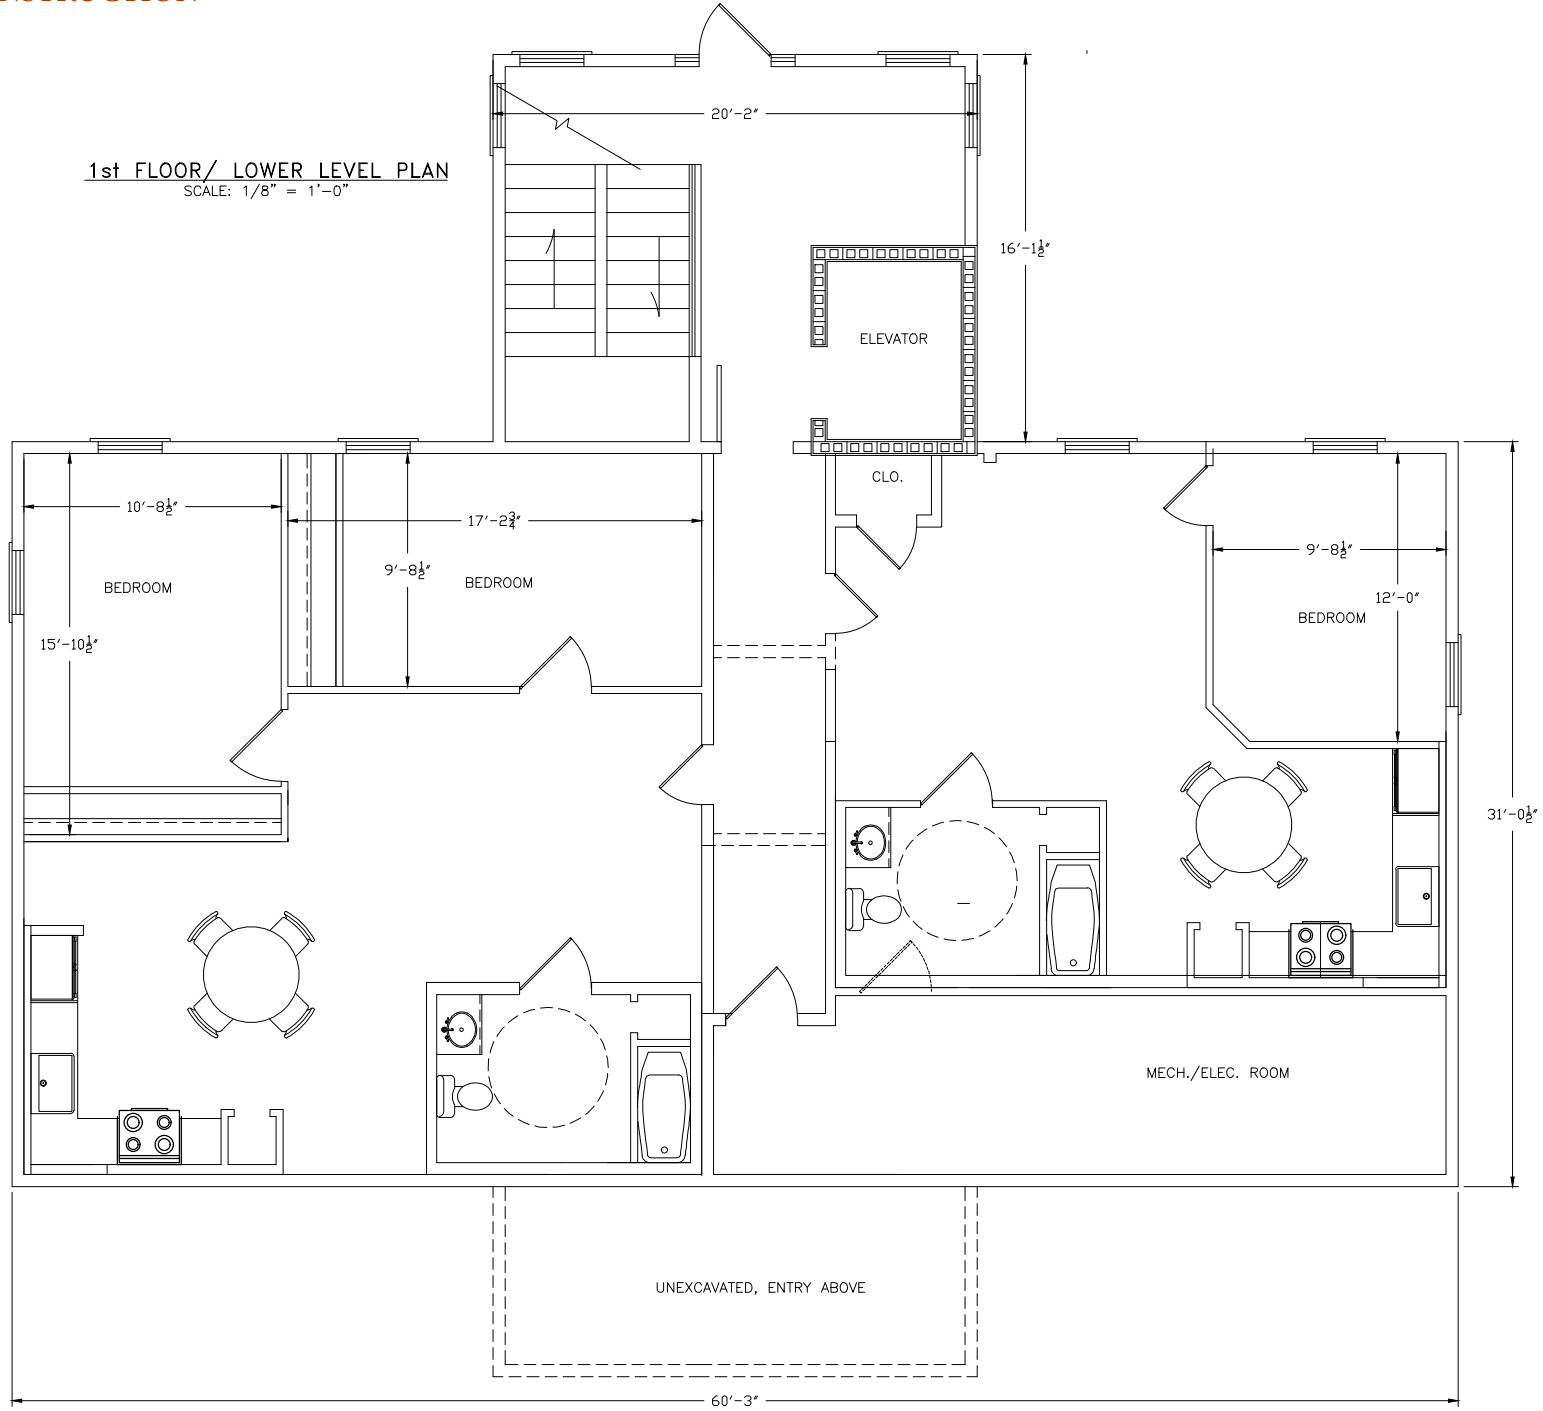 20'-2"
1st FLOOR/ LOWER LEVEL PLAN
SCALE: 1/8" = 1'-0"
16'-1½"
ELEVATOR
CLO.
10'-8½"
17'-2¾"
9'-8½"
9'-8½"
BEDROOM
BEDROOM
12'-0"
BEDROOM
15'-10½"
31'-0½"
MECH./ELEC. ROOM
UNEXCAVATED, ENTRY ABOVE
60'-3"